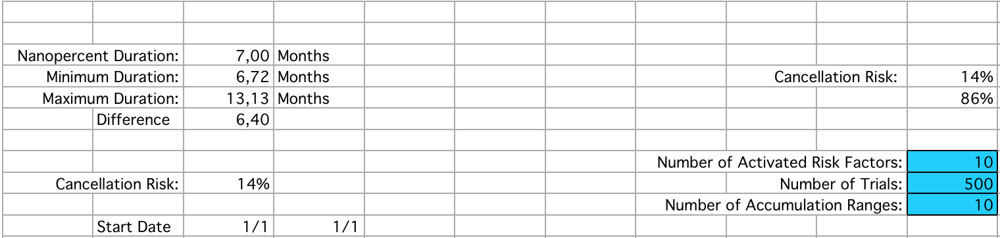 Nanopercent Duration: 7,00 Months
Minimum Duration: 6,72 Months Cancellation Risk: 14%
Maximum Duration: 13,13 Months 86%
Difference 6,40
Number of Activated Risk Factors: 10
Cancellation Risk: 14% Number of Trials: 500
Number of Accumulation Ranges: 10
Start Date 1/1 1/1